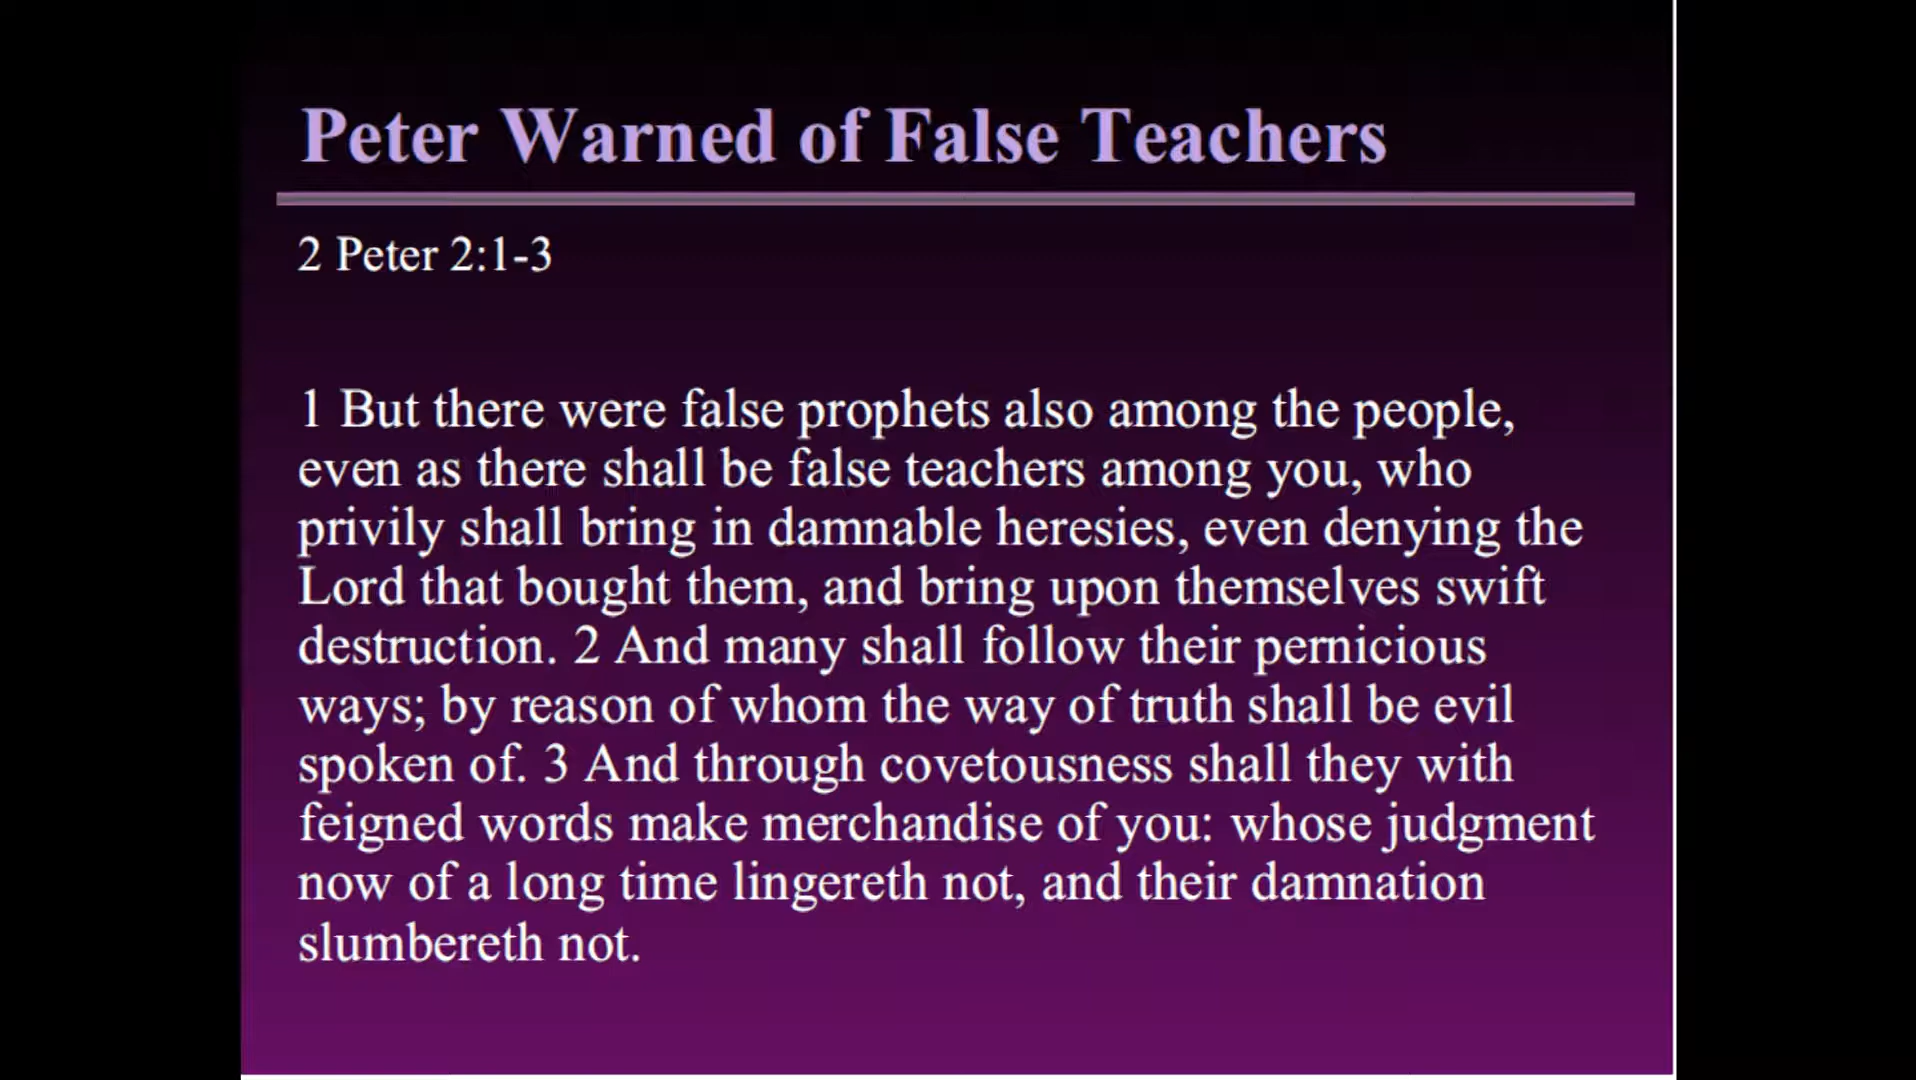 Peter Warned of False Teachers
2 Peter 2:1-3
1 But there were false prophets also among the people,
even as there shall be false teachers among you, who
privily shall bring in damnable heresies, even denying the
Lord that bought them, and bring upon themselves swift
destruction. 2 And many shall follow their pernicious
ways; by reason of whom the way of truth shall be evil
spoken of. 3 And through covetousness shall they with
feigned words make merchandise of you: whose judgment
now of a long time lingereth not, and their damnation
slumbereth not.